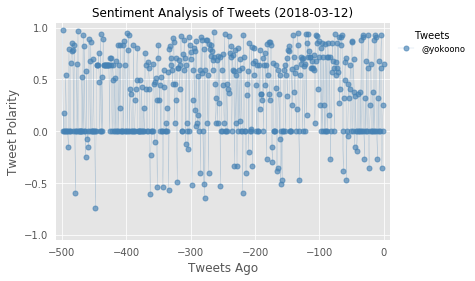 Sentiment Analysis of Tweets (2018-03-12)
Tweets
@yokoono
1.0
0.5
0.0
−0.5
−1.0
Tweet Polarity
−500
−400
−300
−200
−100
0
Tweets Ago